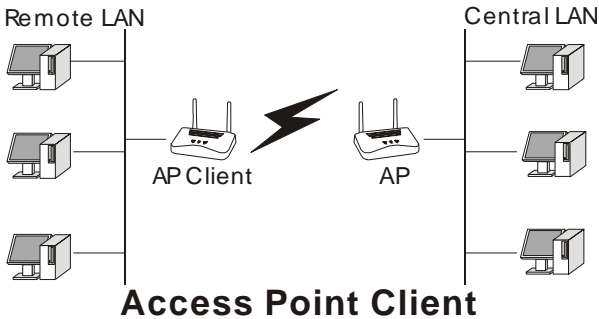 Remote LAN
Central LAN
AP Client
AP
Access Point Client